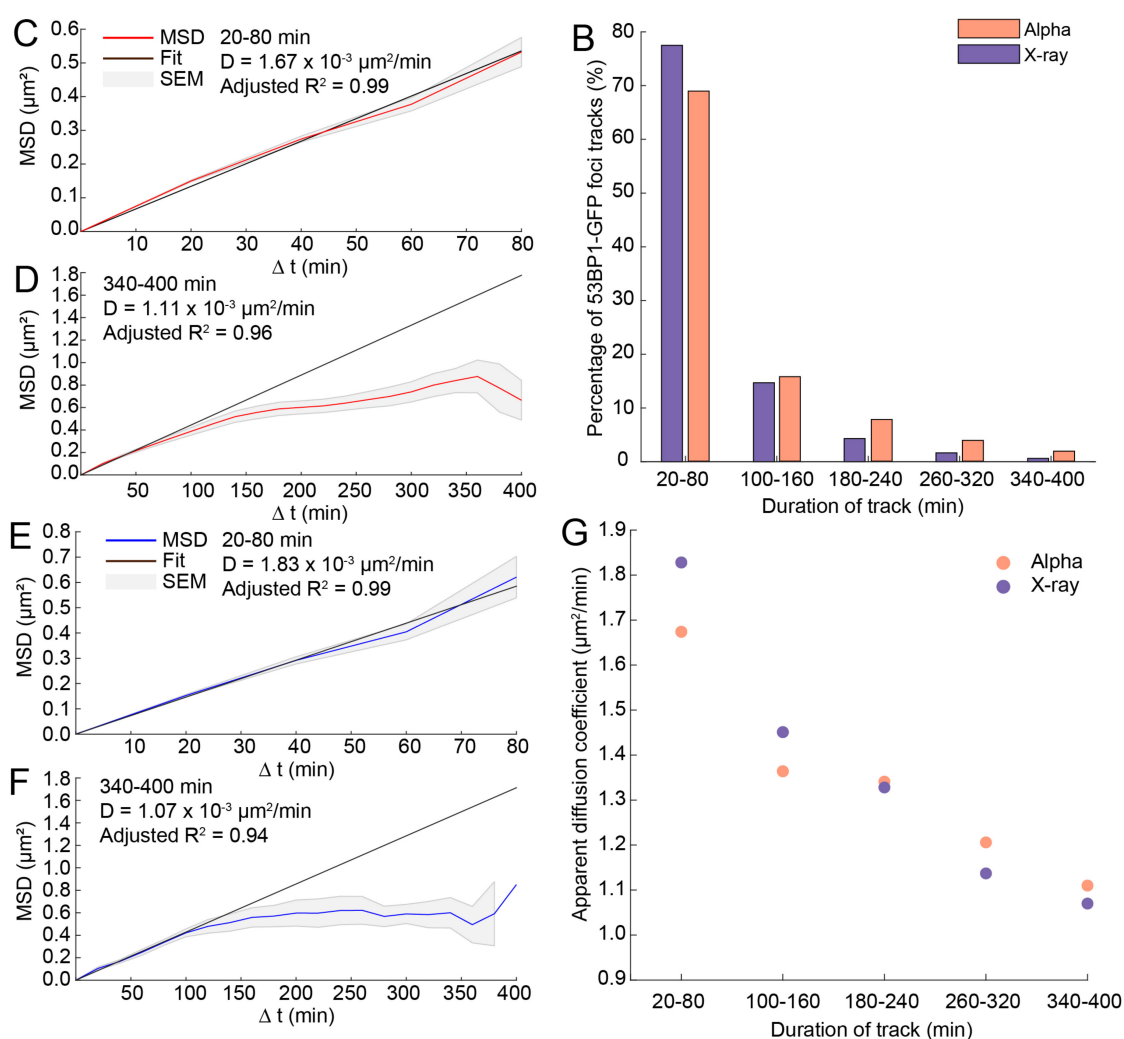 C
MSD 20-80 min
Fit D = 1.67 x 10⁻³ µm²/min
SEM Adjusted R² = 0.99
MSD (µm²)
0.6
0.5
0.4
0.3
0.2
0.1
0.0
10 20 30 40 50 60 70 80
Δ t (min)
D
340-400 min
D = 1.11 x 10⁻³ µm²/min
Adjusted R² = 0.96
MSD (µm²)
1.8
1.6
1.4
1.2
1.0
0.8
0.6
0.4
0.2
0.0
50 100 150 200 250 300 350 400
Δ t (min)
E
MSD 20-80 min
Fit D = 1.83 x 10⁻³ µm²/min
SEM Adjusted R² = 0.99
MSD (µm²)
0.8
0.7
0.6
0.5
0.4
0.3
0.2
0.1
0.0
10 20 30 40 50 60 70 80
Δ t (min)
F
340-400 min
D = 1.07 x 10⁻³ µm²/min
Adjusted R² = 0.94
MSD (µm²)
1.8
1.6
1.4
1.2
1.0
0.8
0.6
0.4
0.2
0.0
50 100 150 200 250 300 350 400
Δ t (min)
B
Alpha
X-ray
Percentage of 53BP1-GFP foci tracks (%)
80
70
60
50
40
30
20
10
0
20-80 100-160 180-240 260-320 340-400
Duration of track (min)
G
Alpha
X-ray
Apparent diffusion coefficient (µm²/min)
1.9
1.8
1.7
1.6
1.5
1.4
1.3
1.2
1.1
1.0
0.9
20-80 100-160 180-240 260-320 340-400
Duration of track (min)